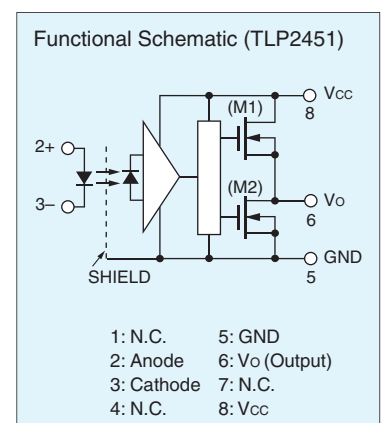 Functional Schematic (TLP2451)
(M1)
VCC
8
2+
(M2)
VO
6
3–
GND
5
SHIELD
1: N.C. 5: GND
2: Anode 6: VO (Output)
3: Cathode 7: N.C.
4: N.C. 8: VCC